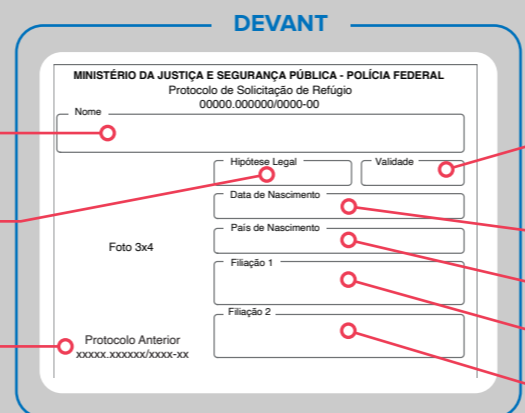 DEVANT
MINISTÉRIO DA JUSTIÇA E SEGURANÇA PÚBLICA - POLÍCIA FEDERAL
Protocolo de Solicitação de Refúgio
00000.000000/0000-00
Nome
Hipótese Legal
Validade
Data de Nascimento
País de Nascimento
Foto 3x4
Filiação 1
Filiação 2
Protocolo Anterior
xxxxx.xxxxxx/xxxx-xx